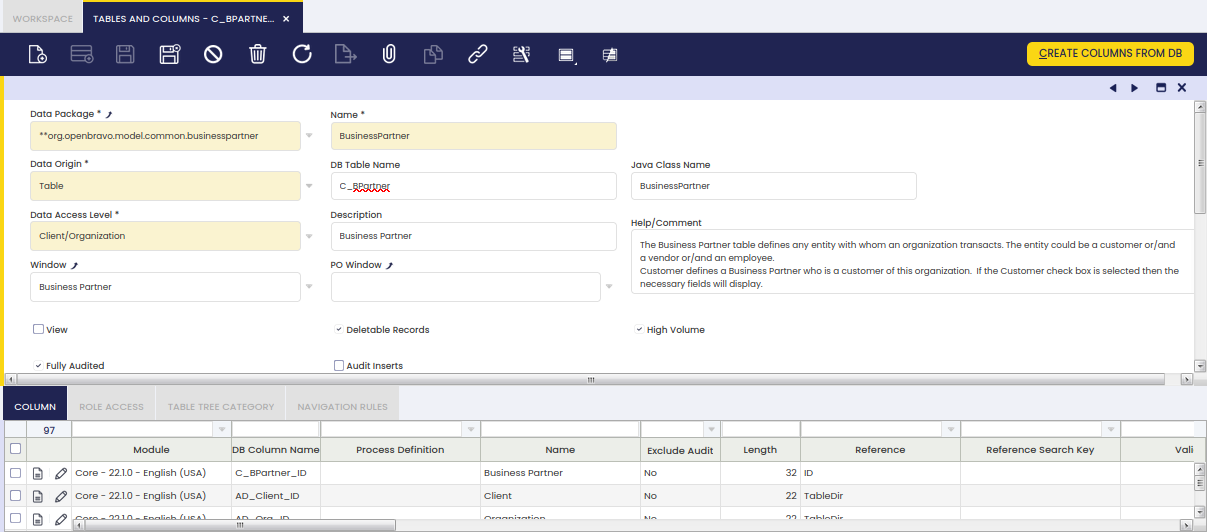 WORKSPACE
TABLES AND COLUMNS - C_BPARTNE...
CREATE COLUMNS FROM DB
Data Package *
Name *
**org.openbravo.model.common.businesspartner
BusinessPartner
Data Origin *
DB Table Name
Java Class Name
Table
C_BPartner
BusinessPartner
Data Access Level *
Description
Help/Comment
Client/Organization
Business Partner
The Business Partner table defines any entity with whom an organization transacts. The entity could be a customer or/and
a vendor or/and an employee.
Customer defines a Business Partner who is a customer of this organization.  If the Customer check box is selected then the
necessary fields will display.
Window
PO Window
Business Partner
View
Deletable Records
High Volume
Fully Audited
Audit Inserts
COLUMN
ROLE ACCESS
TABLE TREE CATEGORY
NAVIGATION RULES
97
Module
DB Column Name
Process Definition
Name
Exclude Audit
Length
Reference
Reference Search Key
Vali
Core - 22.1.0 - English (USA)
C_BPartner_ID
Business Partner
No
32
ID
Core - 22.1.0 - English (USA)
AD_Client_ID
Client
No
22
TableDir
Core - 22.1.0 - English (USA)
AD_Org_ID
Organization
No
22
TableDir